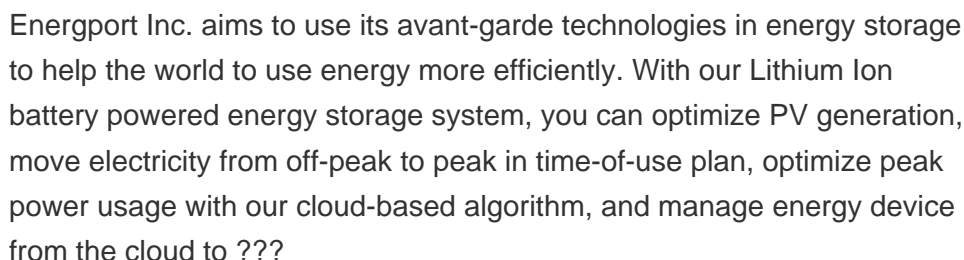 Energport Inc. aims to use its avant-garde technologies in energy storage
to help the world to use energy more efficiently. With our Lithium Ion
battery powered energy storage system, you can optimize PV generation,
move electricity from off-peak to peak in time-of-use plan, optimize peak
power usage with our cloud-based algorithm, and manage energy device
from the cloud to ???